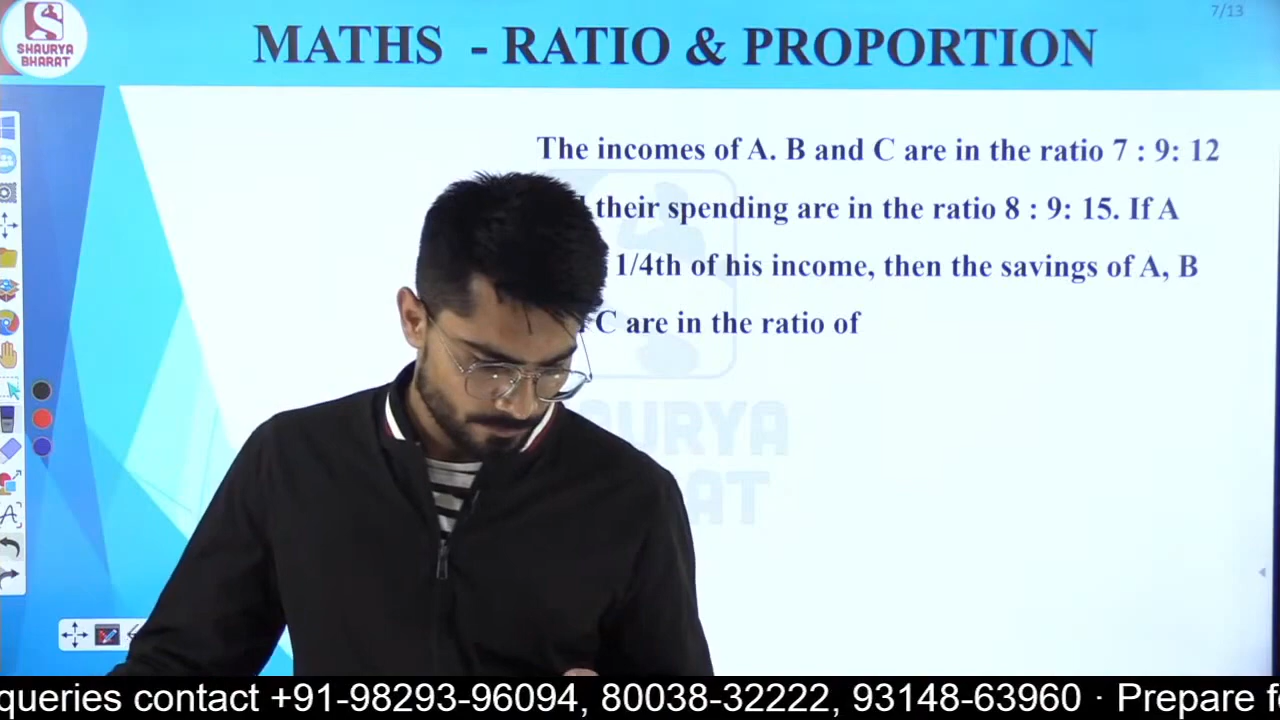 7/13
SHAURYA
BHARAT
MATHS - RATIO & PROPORTION
The incomes of A. B and C are in the ratio 7 : 9: 12
their spending are in the ratio 8 : 9: 15. If A
1/4th of his income, then the savings of A, B
C are in the ratio of
queries contact +91-98293-96094, 80038-32222, 93148-63960 · Prepare f